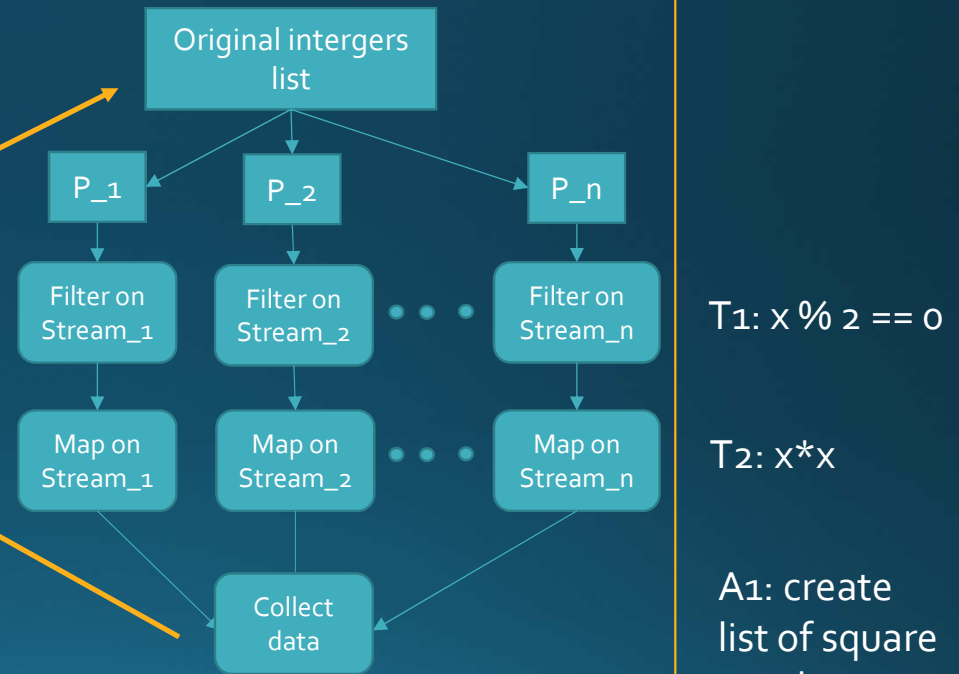 Original intergers
list
P_1
P_2
P_n
Filter on
Stream_1
Filter on
Stream_2
Filter on
Stream_n
T1: x % 2 == 0
Map on
Stream_1
Map on
Stream_2
Map on
Stream_n
T2: x*x
Collect
data
A1: create
list of square